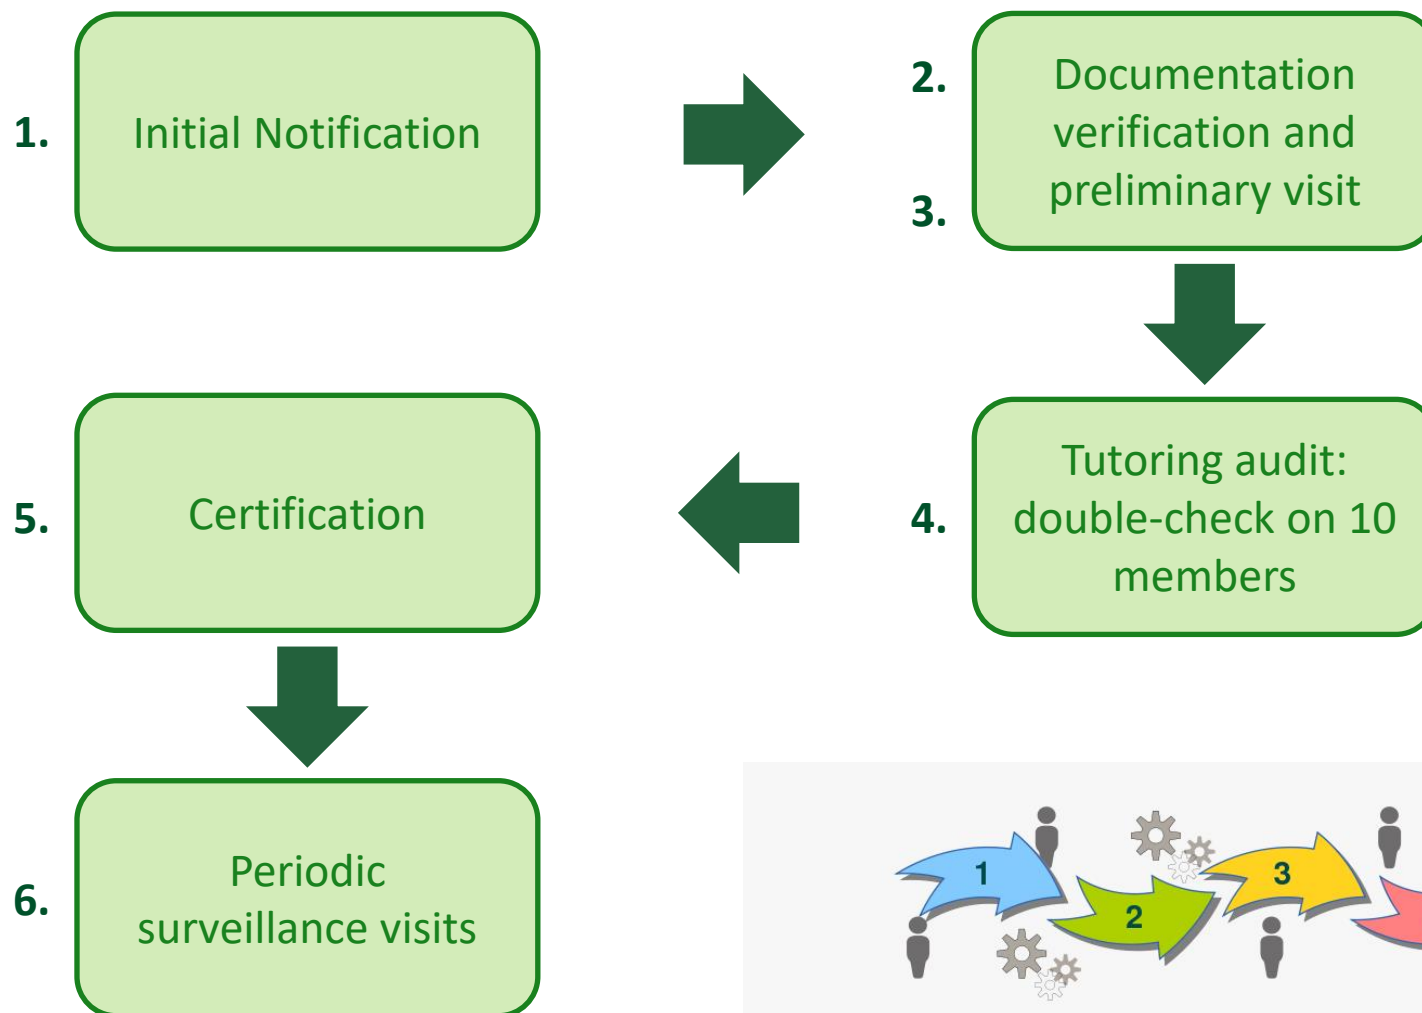 1.
Initial Notification
2.
3.
Documentation
verification and
preliminary visit
4.
Tutoring audit:
double-check on 10
members
5.
Certification
6.
Periodic
surveillance visits
1
2
3